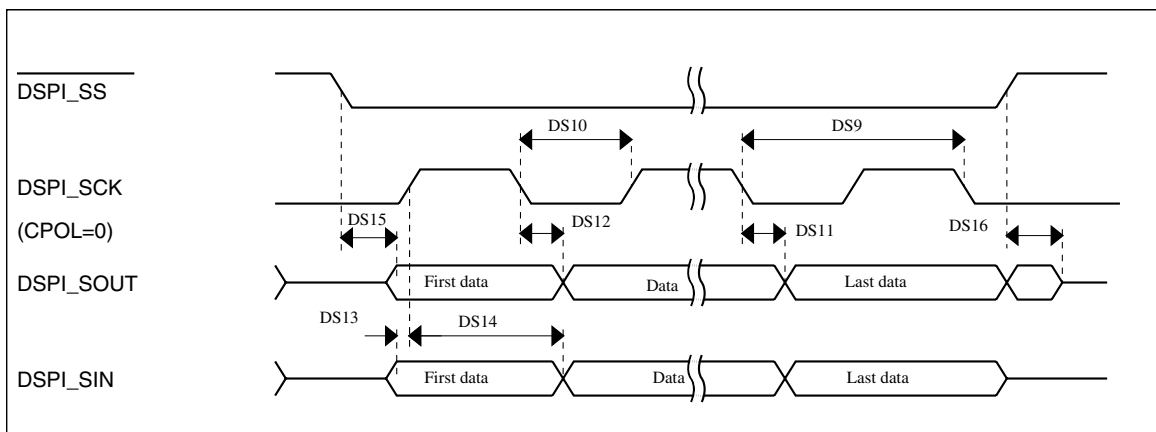 DSPI_SS
DS10
DS9
DSPI_SCK
DS15
DS12
DS11
DS16
(CPOL=0)
DSPI_SOUT
First data
Data
Last data
DS13
DS14
DSPI_SIN
First data
Data
Last data